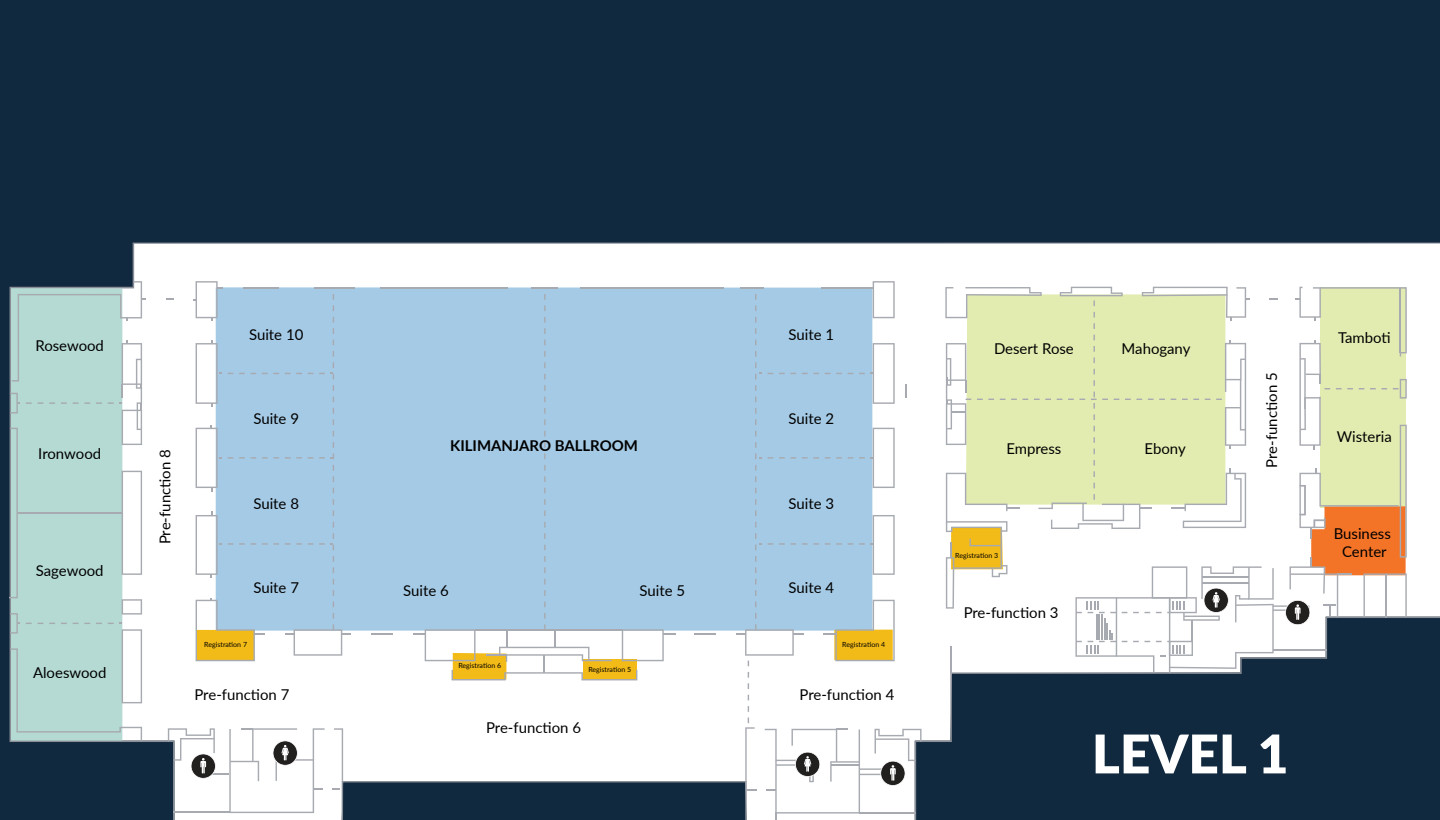 Rosewood
Ironwood
Sagewood
Aloeswood
Pre-function 8
Suite 10
Suite 9
Suite 8
Suite 7
Suite 6
KILIMANJARO BALLROOM
Suite 5
Suite 1
Suite 2
Suite 3
Suite 4
Registration 7
Registration 6
Registration 5
Registration 4
Pre-function 7
Pre-function 6
Pre-function 4
Desert Rose
Mahogany
Empress
Ebony
Registration 3
Pre-function 3
Pre-function 5
Tamboti
Wisteria
Business
Center
LEVEL 1